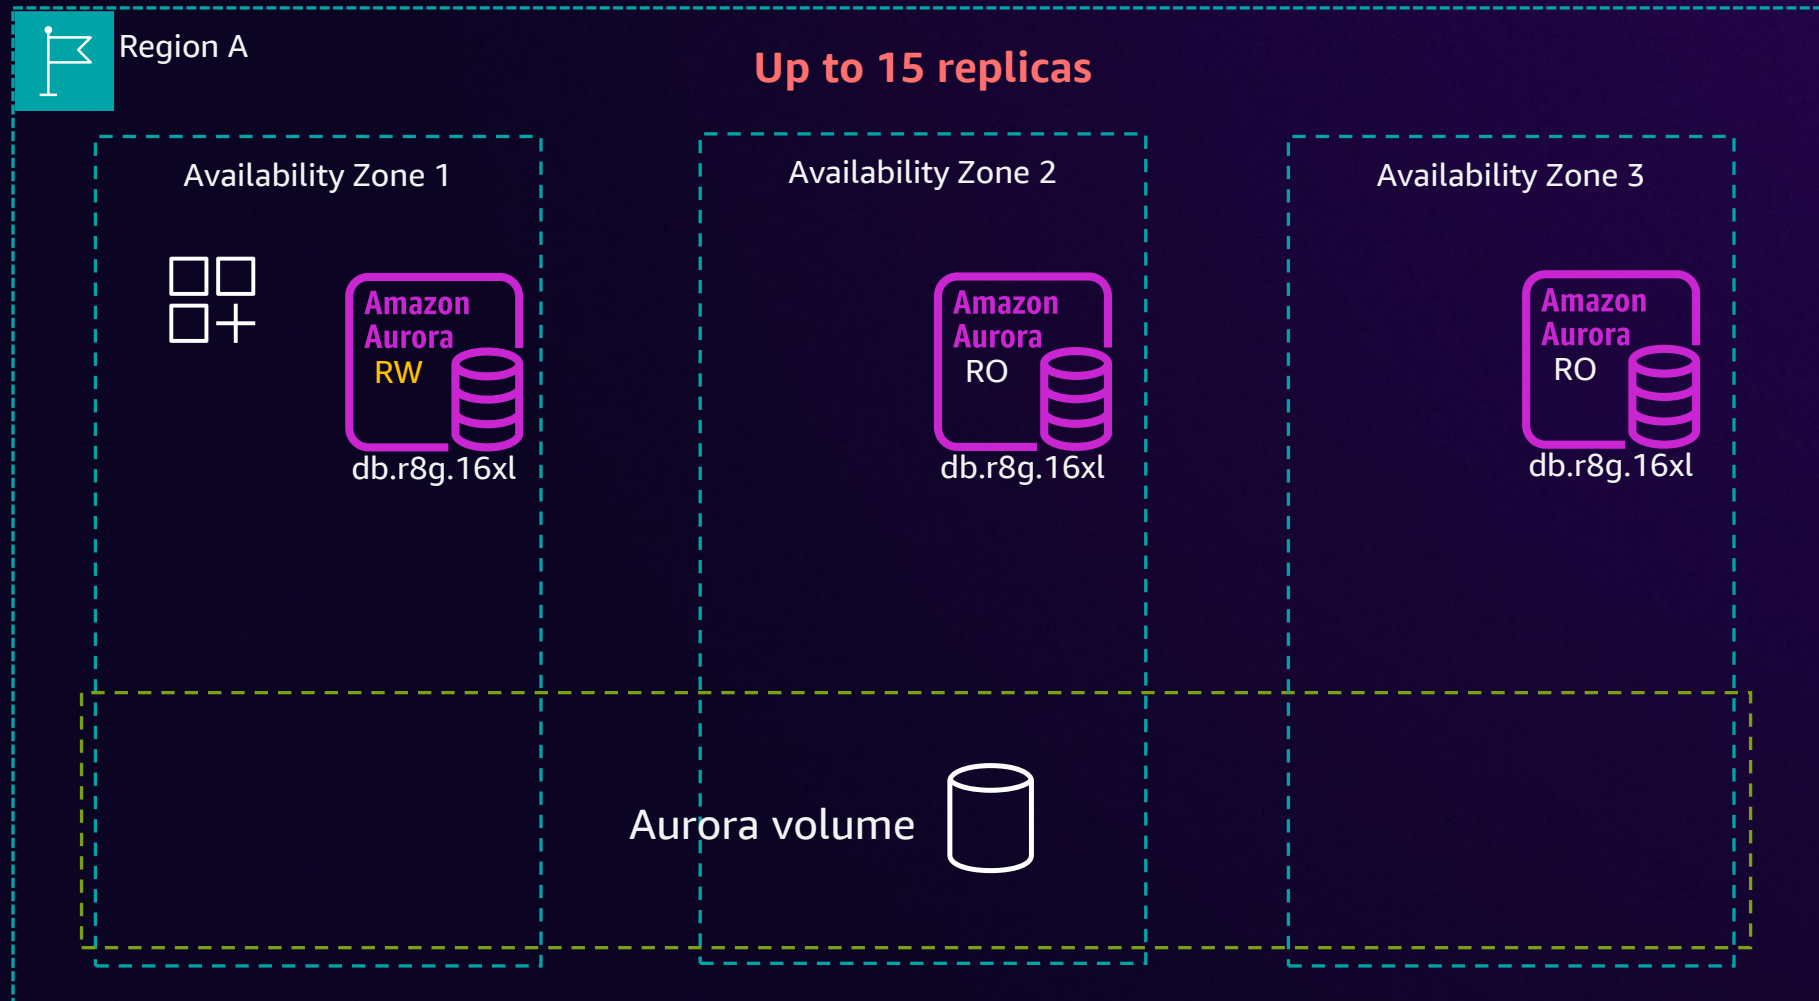 Region A
Up to 15 replicas
Availability Zone 1
Availability Zone 2
Availability Zone 3
Amazon
Aurora
RW
db.r8g.16xl
Amazon
Aurora
RO
db.r8g.16xl
Amazon
Aurora
RO
db.r8g.16xl
Aurora volume